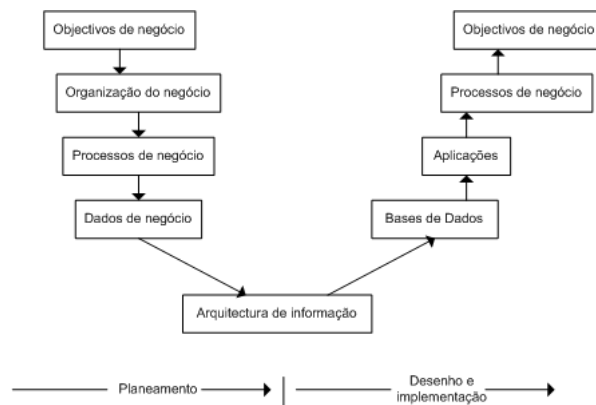 Objectivos de negócio
Organização do negócio
Processos de negócio
Dados de negócio
Arquitectura de informação
Bases de Dados
Aplicações
Processos de negócio
Objectivos de negócio
Planeamento
Desenho e
implementação